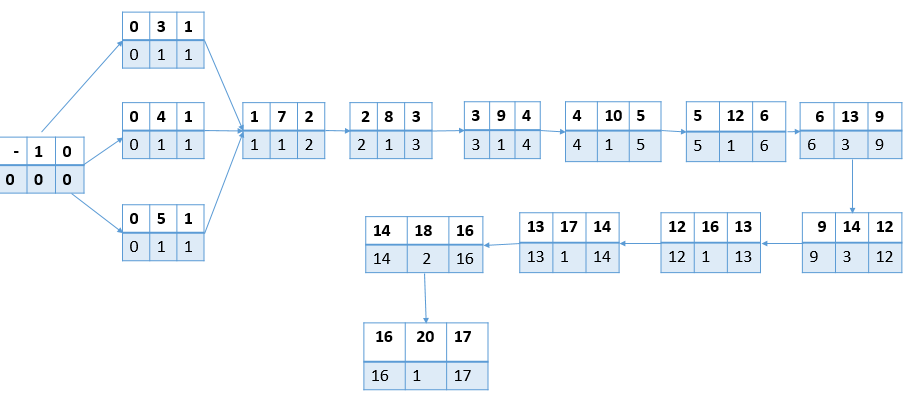 0 3 1
0 1 1
0 4 1
0 1 1
- 1 0
0 0 0
0 5 1
0 1 1
1 7 2
1 1 2
2 8 3
2 1 3
3 9 4
3 1 4
4 10 5
4 1 5
5 12 6
5 1 6
6 13 9
6 3 9
9 14 12
9 3 12
12 16 13
12 1 13
13 17 14
13 1 14
14 18 16
14 2 16
16 20 17
16 1 17